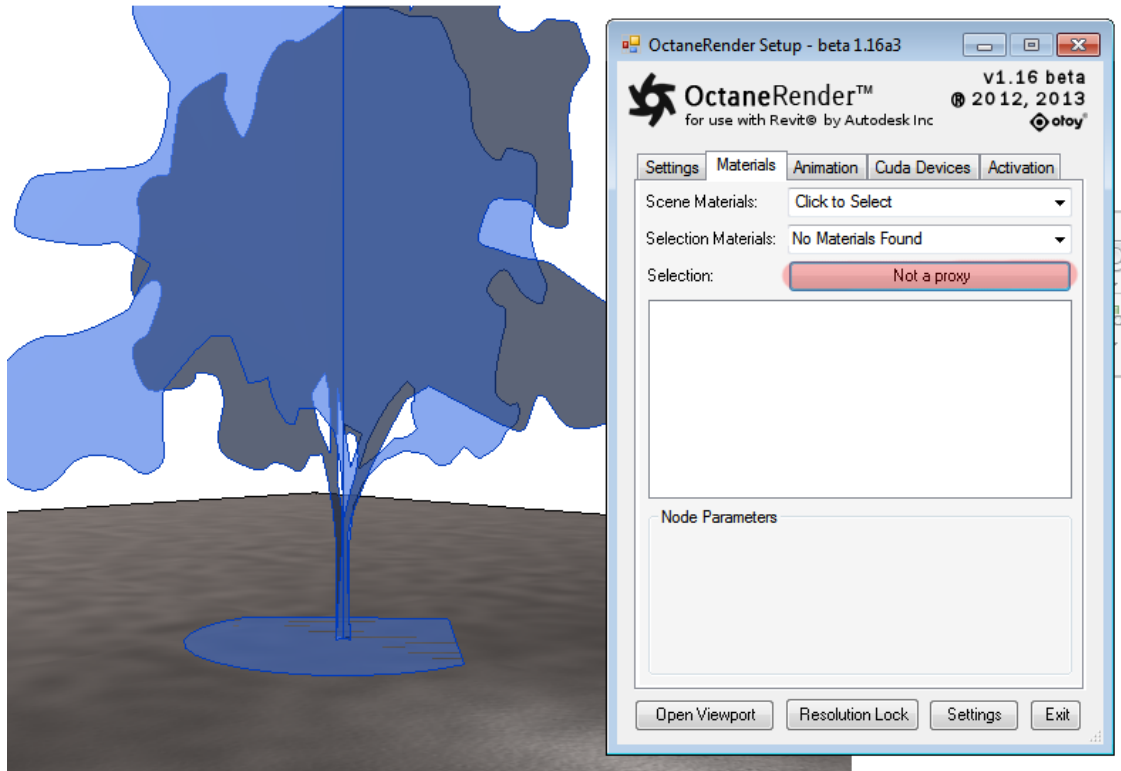 OctaneRender Setup - beta 1.16a3
v1.16 beta
OctaneRender™
® 2012, 2013
for use with Revit® by Autodesk Inc
otoy®
Settings Materials Animation Cuda Devices Activation
Scene Materials: Click to Select
Selection Materials: No Materials Found
Selection: Not a proxy
Node Parameters
Open Viewport Resolution Lock Settings Exit